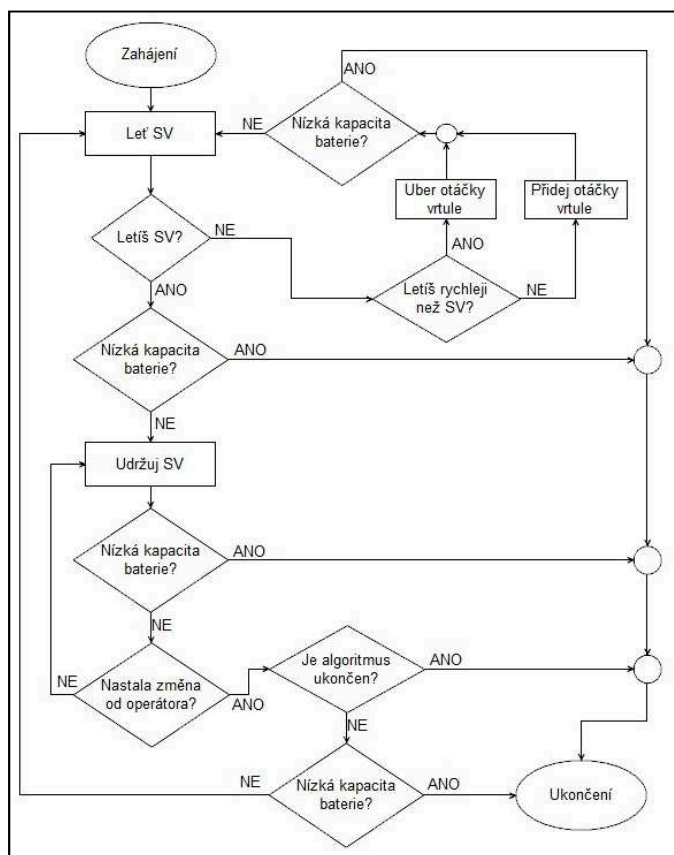 Zahájení
ANO
Leť SV
NE
Nízká kapacita
baterie?
Uber otáčky
vrtule
Přidej otáčky
vrtule
Letíš SV?
NE
ANO
Letíš rychleji
než SV?
NE
ANO
Nízká kapacita
baterie?
ANO
NE
Udržuj SV
Nízká kapacita
baterie?
ANO
NE
Nastala změna
od operátora?
NE
ANO
Je algoritmus
ukončen?
ANO
NE
Nízká kapacita
baterie?
NE
ANO
Ukončení